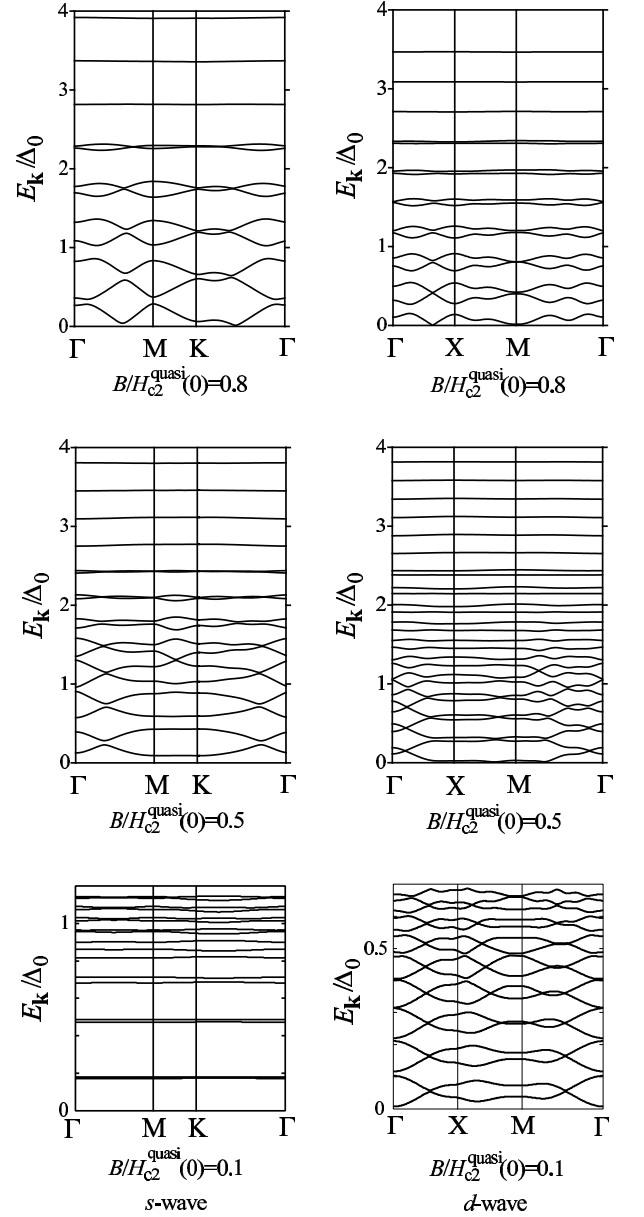 4
3
2
1
0
E_k/Δ_0
Γ M K Γ
B/H_c2^quasi(0)=0.8
4
3
2
1
0
E_k/Δ_0
Γ X M Γ
B/H_c2^quasi(0)=0.8
4
3
2
1
0
E_k/Δ_0
Γ M K Γ
B/H_c2^quasi(0)=0.5
4
3
2
1
0
E_k/Δ_0
Γ X M Γ
B/H_c2^quasi(0)=0.5
1
0
E_k/Δ_0
Γ M K Γ
B/H_c2^quasi(0)=0.1
s-wave
0.5
0
E_k/Δ_0
Γ X M Γ
B/H_c2^quasi(0)=0.1
d-wave